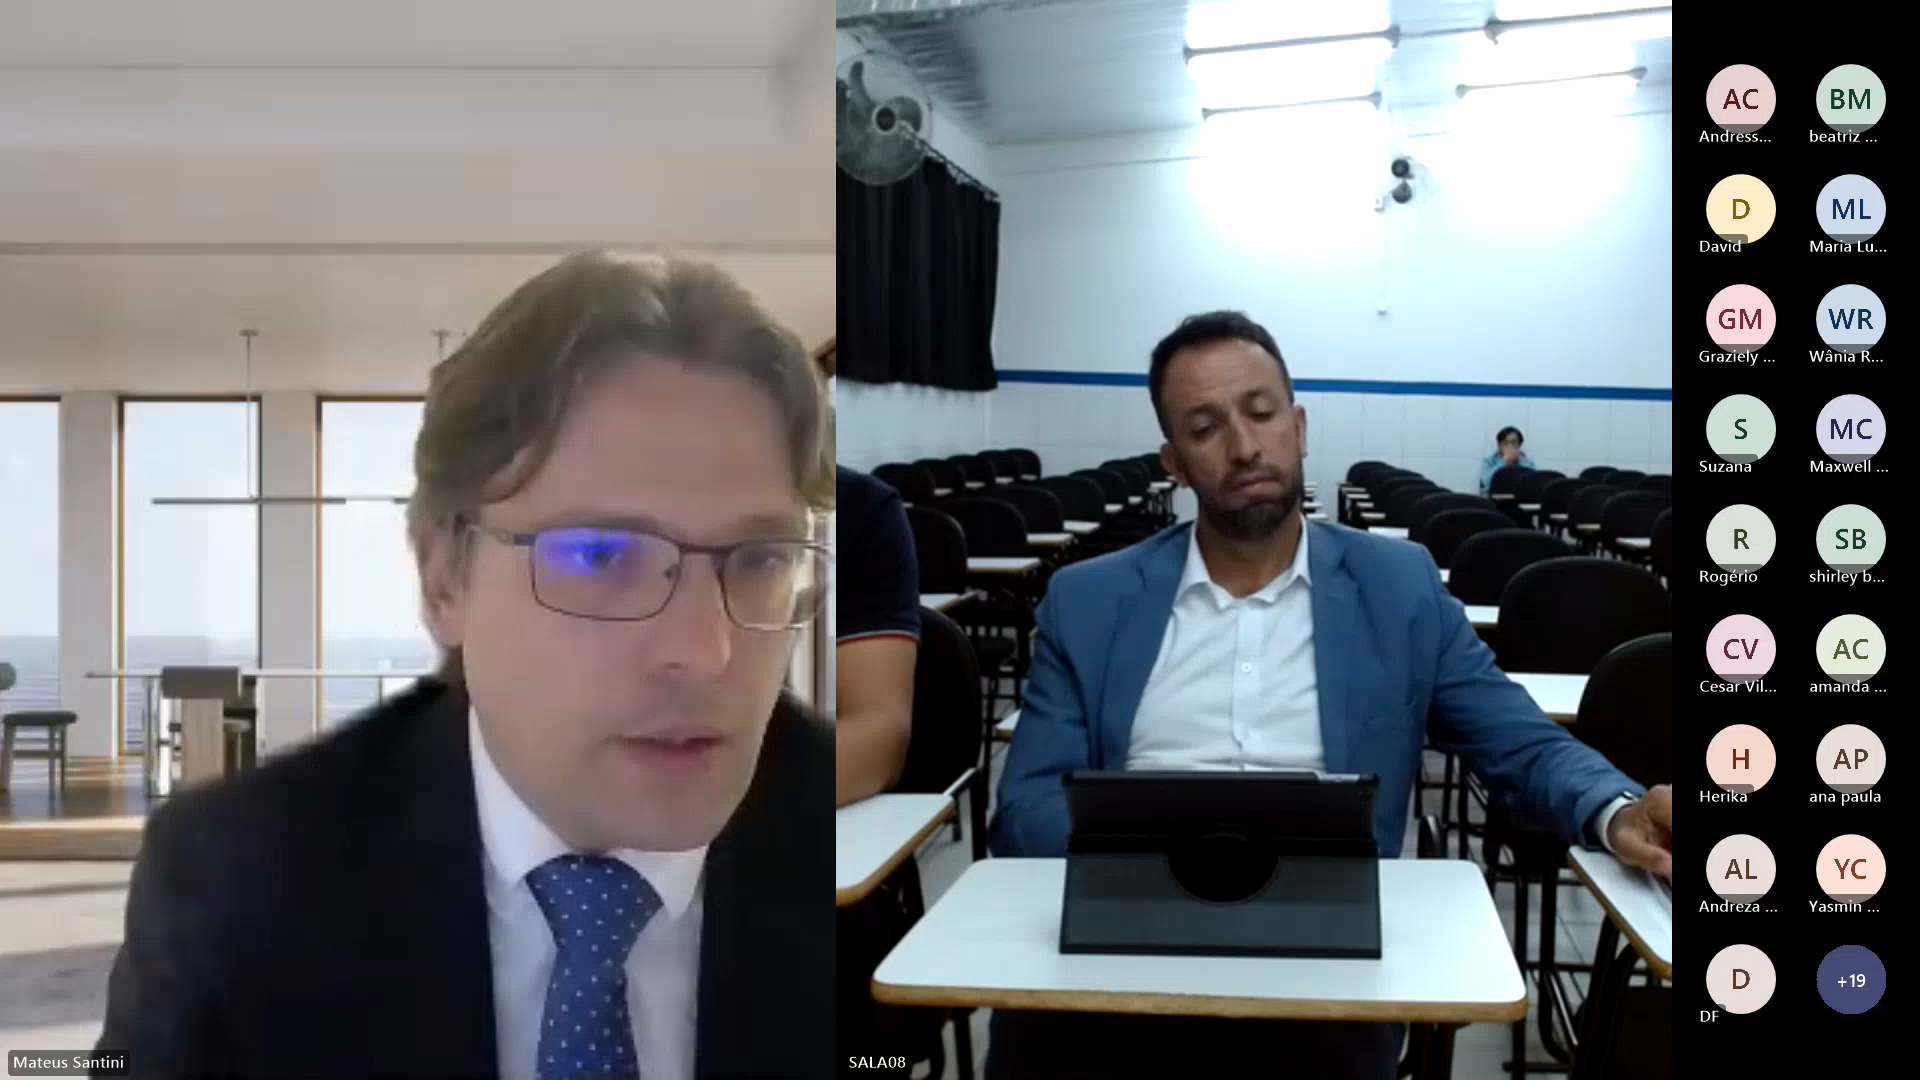 AC
BM
Andress...
beatriz ...
D
ML
David
Maria Lu...
GM
WR
Graziely ...
Wânia R...
S
MC
Suzana
Maxwell ...
R
SB
Rogério
shirley b...
CV
AC
Cesar Vil...
amanda ...
H
AP
Herika
ana paula
AL
YC
Andreza ...
Yasmin ...
D
+19
DF
Mateus Santini
SALA08